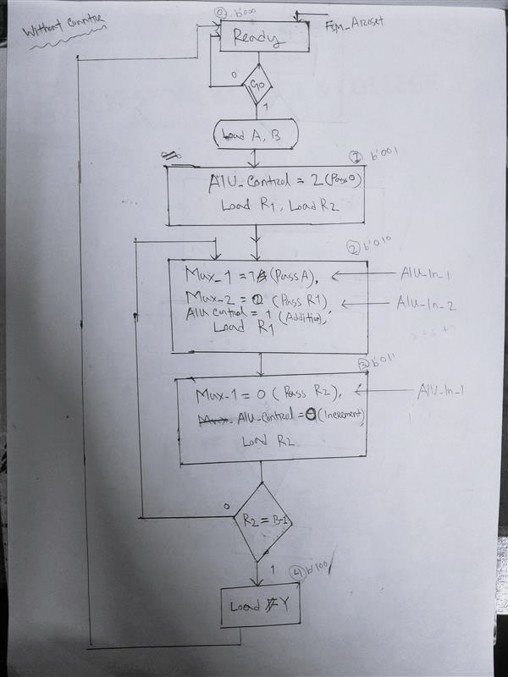 Without Counter
0 b'000
FSM_Areset
Ready
0
Go
1
Load A, B
1 b'001
ALU_Control = 2 (Pass 0)
Load R1, Load R2
2 b'010
Mux_1 = 1 (Pass A),
ALU_In_1
Mux_2 = 0 (Pass R1)
ALU_In_2
ALU Control = 1 (Addition),
Load R1
3 b'011
Mux_1 = 0 (Pass R2),
ALU_In_1
ALU_Control = 0 (Increment)
Load R2
0
R2 = B-1
1
4 b'100
Load Y